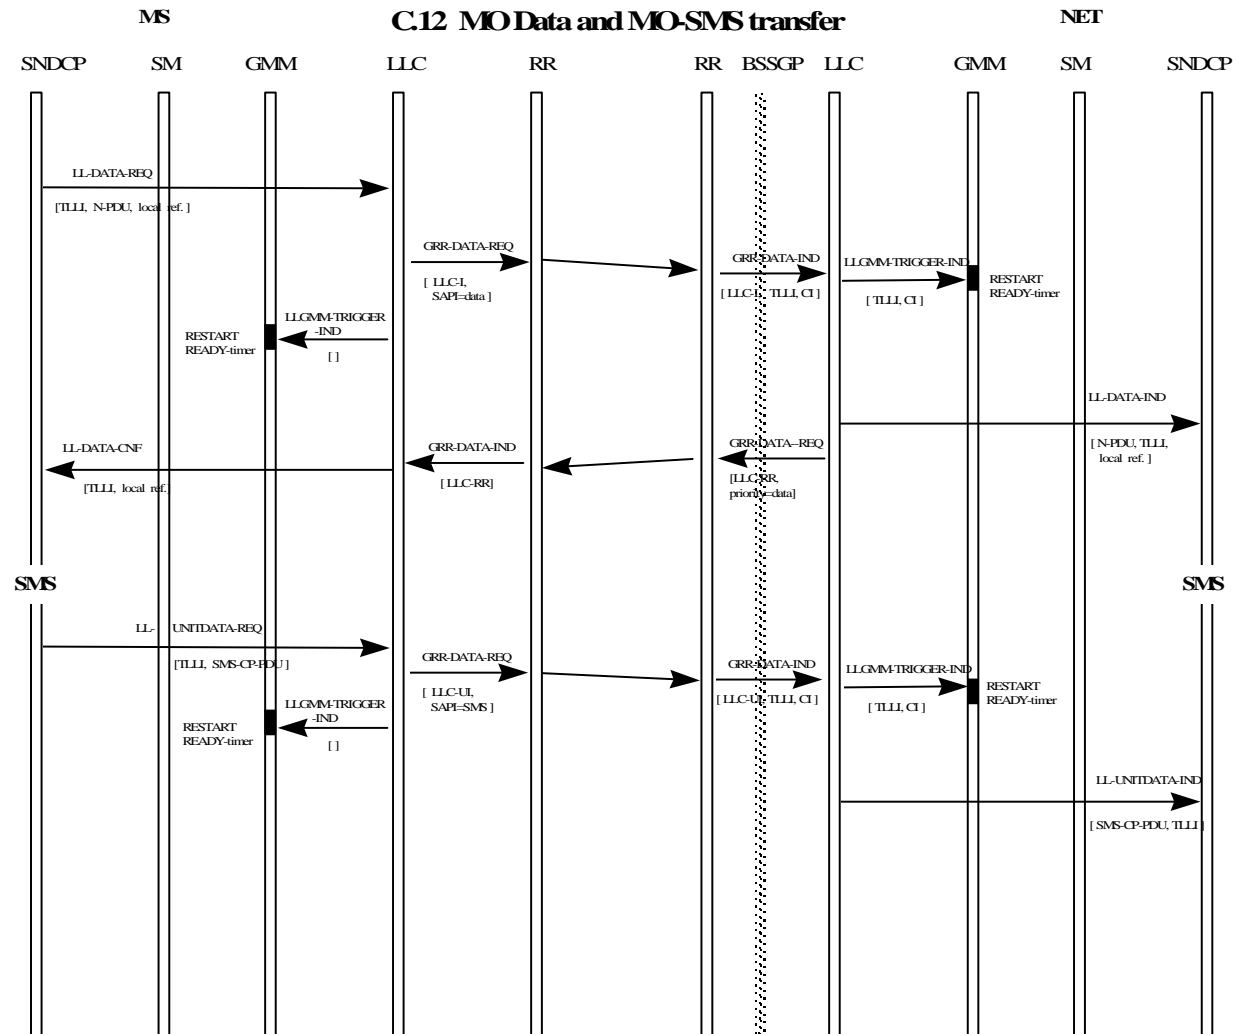 MS C.12 MO Data and MO-SMS transfer NET
SNDCP SM GMM LLC RR RR BSSGP LLC GMM SM SNDCP
LL-DATA-REQ
[TLLI, N-PDU, local ref. ]
GRR-DATA-REQ
[ LLC-I,
SAPI=data ]
GRR-DATA-IND
[ LLC-I, TLLI, CI ]
LLGMM-TRIGGER-IND
[ TLLI, CI ]
RESTART
READY-timer
LLGMM-TRIGGER
-IND
[ ]
RESTART
READY-timer
LL-DATA-IND
[ N-PDU, TLLI,
local ref. ]
GRR-DATA--REQ
[LLC-RR,
priority=data]
GRR-DATA-IND
[ LLC-RR]
LL-DATA-CNF
[TLLI, local ref.]
SMS SMS
LL- UNITDATA-REQ
[TLLI, SMS-CP-PDU ]
GRR-DATA-REQ
[ LLC-UI,
SAPI=SMS ]
GRR-DATA-IND
[ LLC-UI, TLLI, CI ]
LLGMM-TRIGGER-IND
[ TLLI, CI ]
RESTART
READY-timer
LLGMM-TRIGGER
-IND
[ ]
RESTART
READY-timer
LL-UNITDATA-IND
[ SMS-CP-PDU, TLLI ]